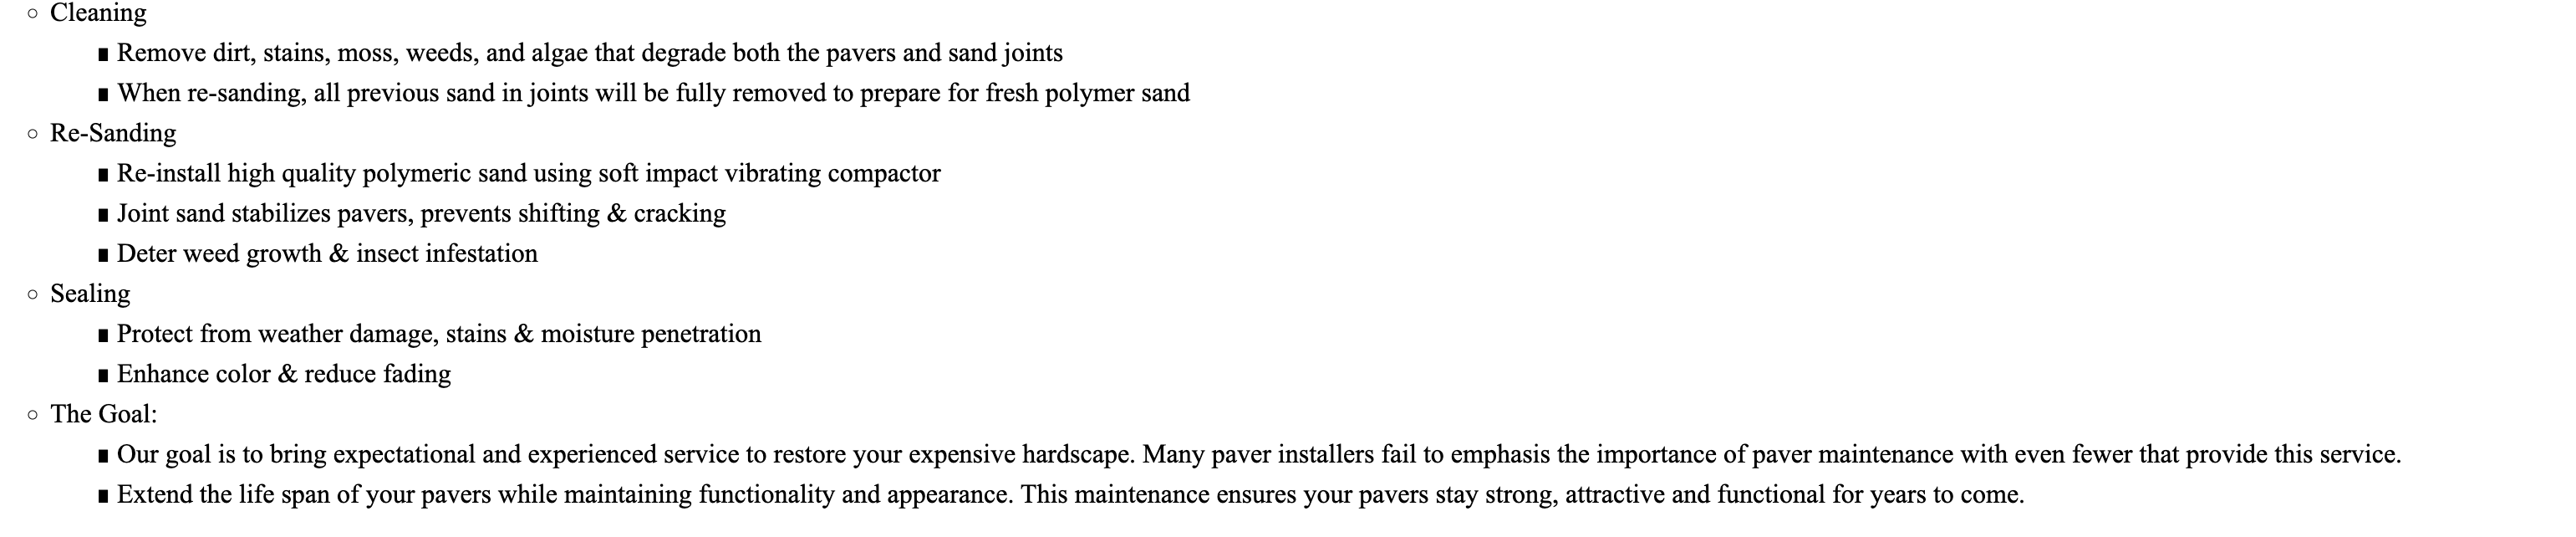 Cleaning
Remove dirt, stains, moss, weeds, and algae that degrade both the pavers and sand joints
When re-sanding, all previous sand in joints will be fully removed to prepare for fresh polymer sand
Re-Sanding
Re-install high quality polymeric sand using soft impact vibrating compactor
Joint sand stabilizes pavers, prevents shifting & cracking
Deter weed growth & insect infestation
Sealing
Protect from weather damage, stains & moisture penetration
Enhance color & reduce fading
The Goal:
Our goal is to bring expectational and experienced service to restore your expensive hardscape. Many paver installers fail to emphasis the importance of paver maintenance with even fewer that provide this service.
Extend the life span of your pavers while maintaining functionality and appearance. This maintenance ensures your pavers stay strong, attractive and functional for years to come.